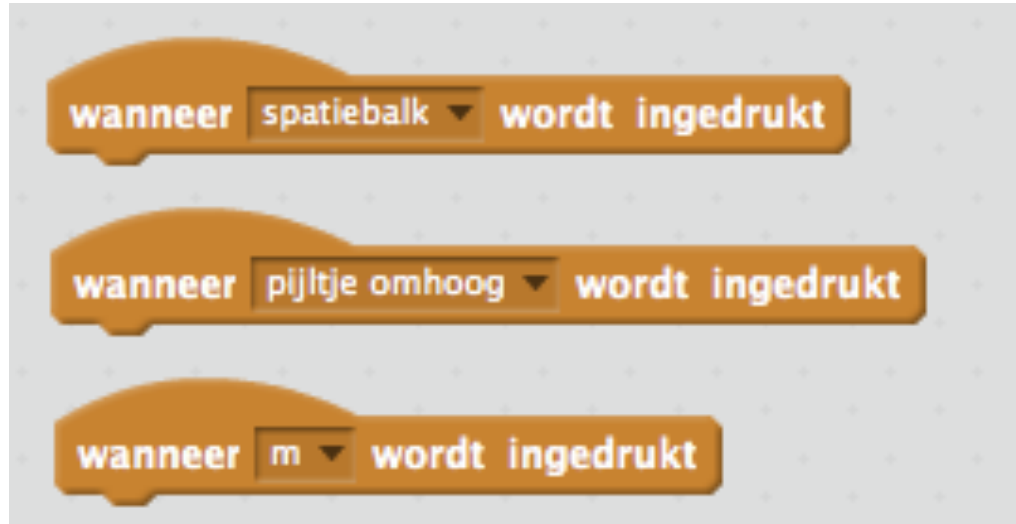 wanneer spatiebalk wordt ingedrukt
wanneer pijltje omhoog wordt ingedrukt
wanneer m wordt ingedrukt